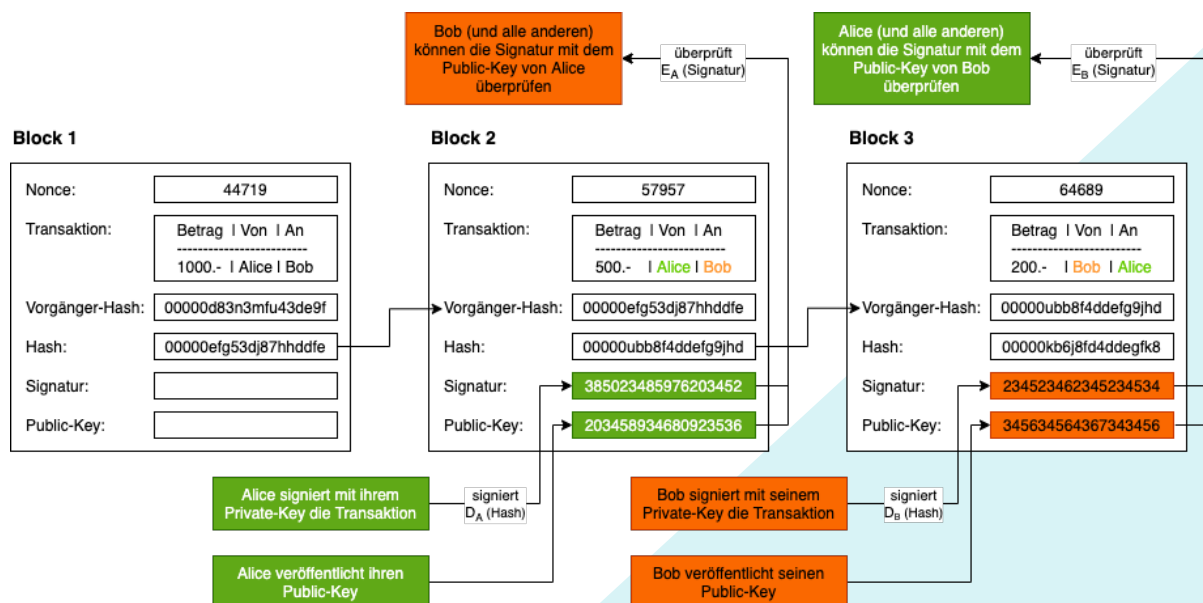 Bob (und alle anderen)
können die Signatur mit dem
Public-Key von Alice
überprüfen
überprüft
E_A (Signatur)
Alice (und alle anderen)
können die Signatur mit dem
Public-Key von Bob
überprüfen
überprüft
E_B (Signatur)
Block 1
Nonce: 44719
Transaktion: Betrag | Von | An
-------------------------
1000.- | Alice | Bob
Vorgänger-Hash: 00000d83n3mfu43de9f
Hash: 00000efg53dj87hhddfe
Signatur:
Public-Key:
Block 2
Nonce: 57957
Transaktion: Betrag | Von | An
-------------------------
500.- | Alice | Bob
Vorgänger-Hash: 00000efg53dj87hhddfe
Hash: 00000ubb8f4ddefg9jhd
Signatur: 385023485976203452
Public-Key: 203458934680923536
Block 3
Nonce: 64689
Transaktion: Betrag | Von | An
-------------------------
200.- | Bob | Alice
Vorgänger-Hash: 00000ubb8f4ddefg9jhd
Hash: 00000kb6j8fd4ddegfk8
Signatur: 234523462345234534
Public-Key: 345634564367343456
Alice signiert mit ihrem
Private-Key die Transaktion
signiert
D_A (Hash)
Alice veröffentlicht ihren
Public-Key
Bob signiert mit seinem
Private-Key die Transaktion
signiert
D_B (Hash)
Bob veröffentlicht seinen
Public-Key